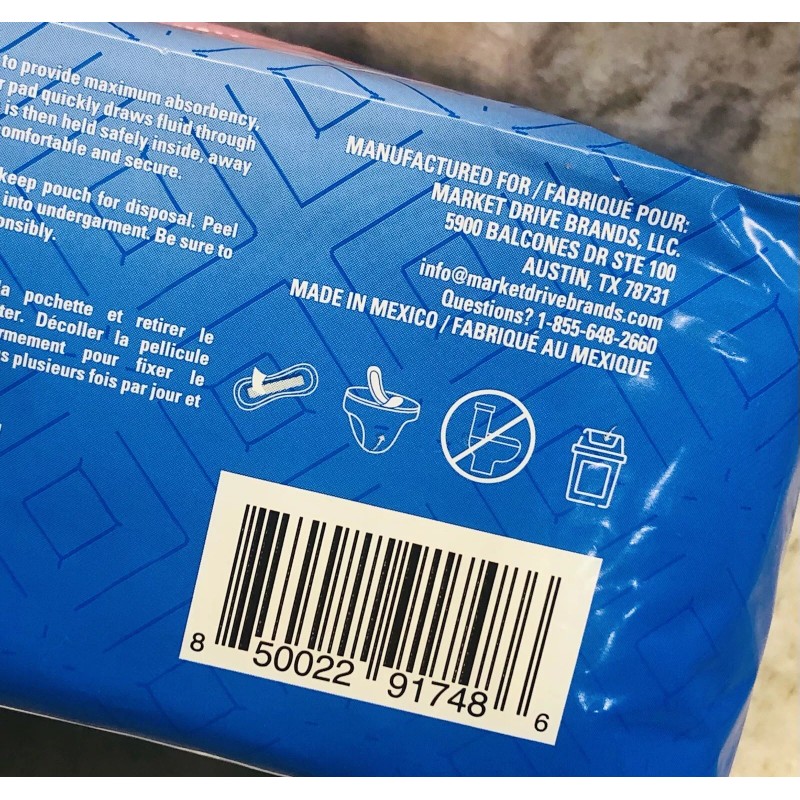 to provide maximum absorbency,
pad quickly draws fluid through
is then held safely inside, away
comfortable and secure.
keep pouch for disposal. Peel
into undergarment. Be sure to
la pochette et retirer le
Décoller la pellicule
pour fixer le
plusieurs fois par jour et
MANUFACTURED FOR / FABRIQUÉ POUR:
MARKET DRIVE BRANDS, LLC.
5900 BALCONES DR STE 100
AUSTIN, TX 78731
info@marketdrivebrands.com
Questions? 1-855-648-2660
MADE IN MEXICO / FABRIQUÉ AU MEXIQUE
8 50022 91748 6